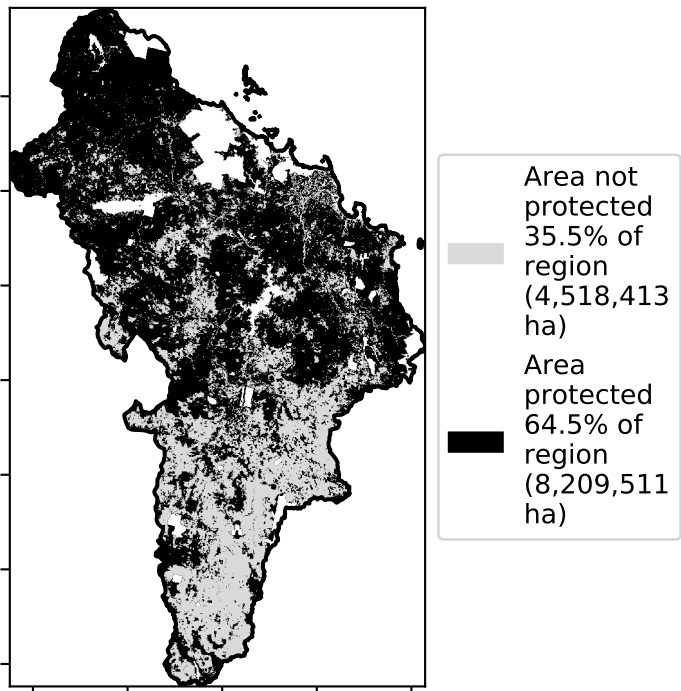 Area not
protected
35.5% of
region
(4,518,413
ha)
Area
protected
64.5% of
region
(8,209,511
ha)